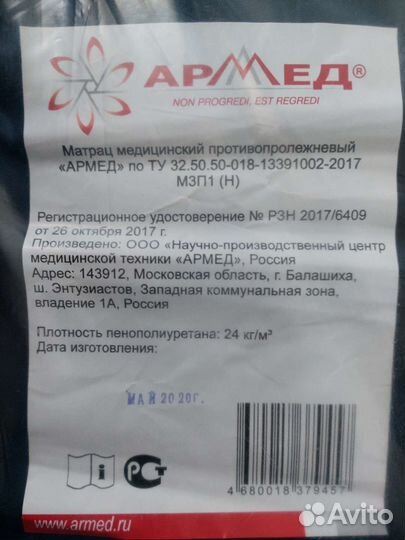 АРМЕД®
NON PROGREDI, EST REGREDI
Матрац медицинский противопролежневый
«АРМЕД» по ТУ 32.50.50-018-13391002-2017
МЗП1 (Н)
Регистрационное удостоверение № РЗН 2017/6409
от 26 октября 2017 г.
Произведено: ООО «Научно-производственный центр
медицинской техники «АРМЕД», Россия
Адрес: 143912, Московская область, г. Балашиха,
ш. Энтузиастов, Западная коммунальная зона,
владение 1А, Россия
Плотность пенополиуретана: 24 кг/м³
Дата изготовления:
МАЙ 2020г.
i
РСТ
4 680018 379457
www.armed.ru
Avito